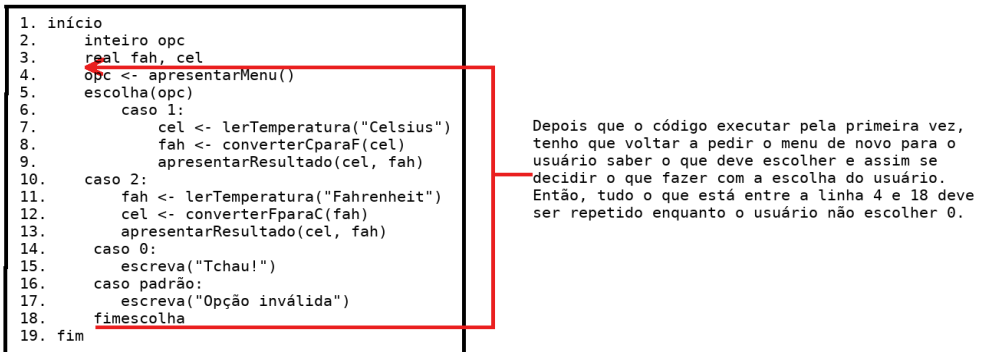 1. início
2.     inteiro opc
3.     real fah, cel
4.     opc <- apresentarMenu()
5.     escolha(opc)
6.         caso 1:
7.             cel <- lerTemperatura("Celsius")
8.             fah <- converterCparaF(cel)
9.             apresentarResultado(cel, fah)
10.    caso 2:
11.        fah <- lerTemperatura("Fahrenheit")
12.        cel <- converterFparaC(fah)
13.        apresentarResultado(cel, fah)
14.     caso 0:
15.        escreva("Tchau!")
16.     caso padrão:
17.        escreva("Opção inválida")
18.     fimescolha
19. fim
Depois que o código executar pela primeira vez,
tenho que voltar a pedir o menu de novo para o
usuário saber o que deve escolher e assim se
decidir o que fazer com a escolha do usuário.
Então, tudo o que está entre a linha 4 e 18 deve
ser repetido enquanto o usuário não escolher 0.